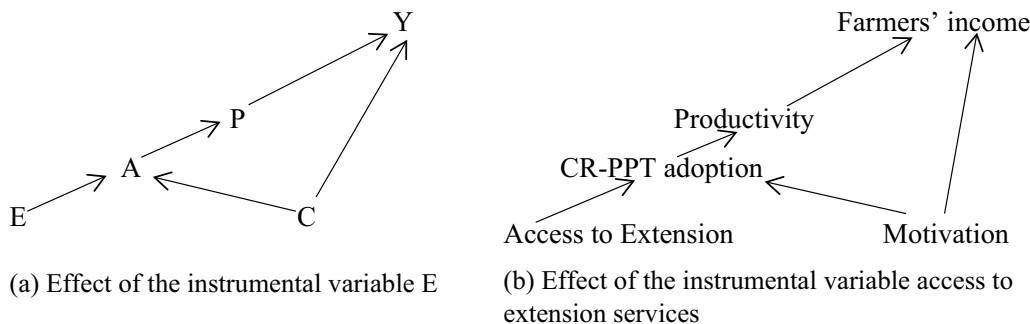 Y
P
A
E
C
(a) Effect of the instrumental variable E
Farmers’ income
Productivity
CR-PPT adoption
Access to Extension
Motivation
(b) Effect of the instrumental variable access to
extension services